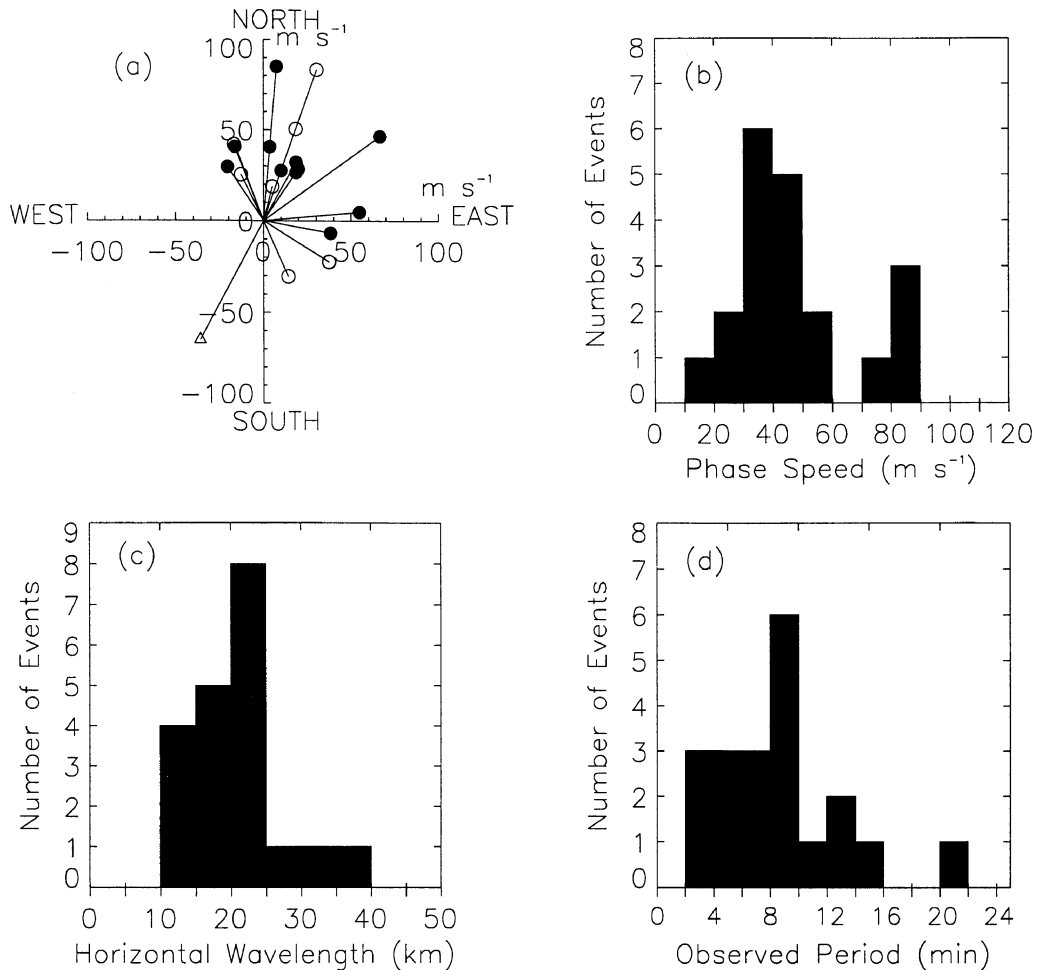 NORTH
m s⁻¹
(a)
100
50
m s⁻¹
WEST
0
EAST
−100
−50
0
50
100
−50
−100
SOUTH
(b)
Number of Events
8
7
6
5
4
3
2
1
0
0 20 40 60 80 100 120
Phase Speed (m s⁻¹)
(c)
Number of Events
9
8
7
6
5
4
3
2
1
0
0 10 20 30 40 50
Horizontal Wavelength (km)
(d)
Number of Events
8
7
6
5
4
3
2
1
0
0 4 8 12 16 20 24
Observed Period (min)